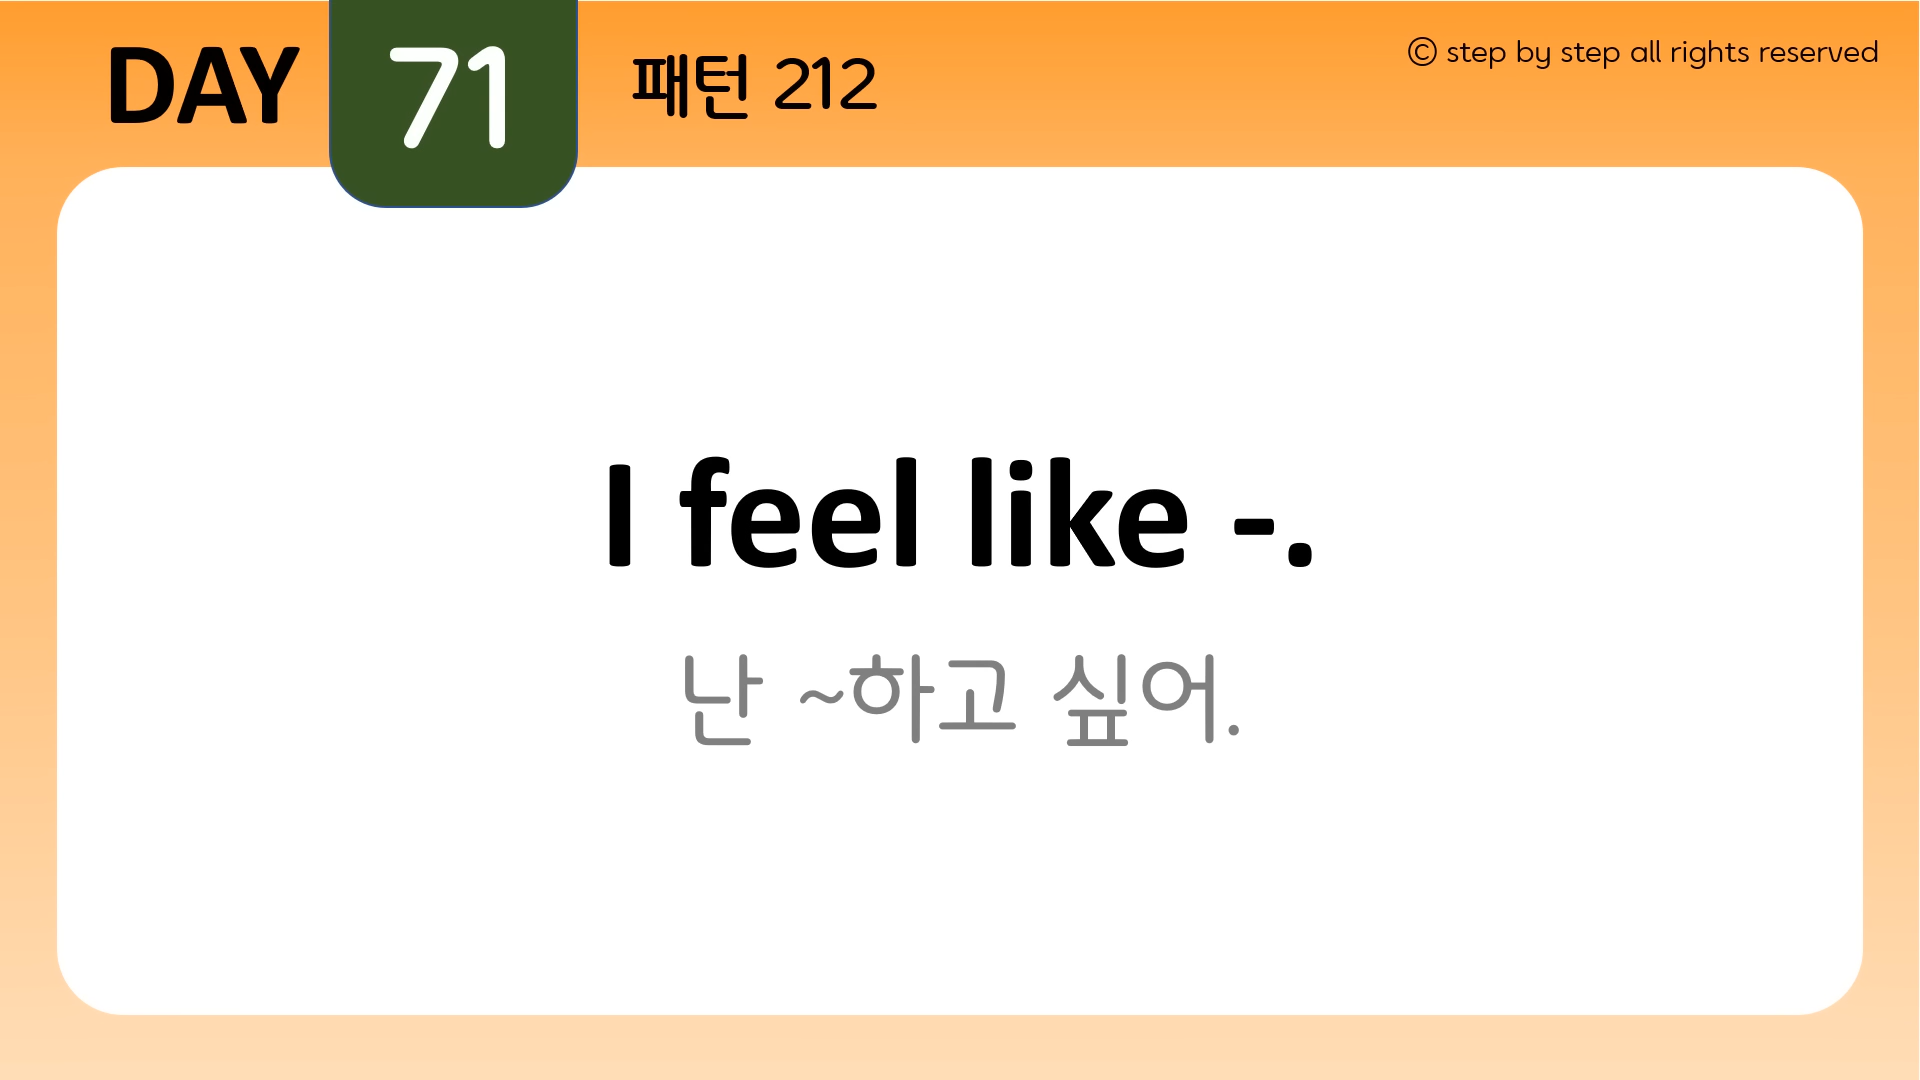 DAY 71 패턴 212
© step by step all rights reserved
I feel like -.
난 ~하고 싶어.